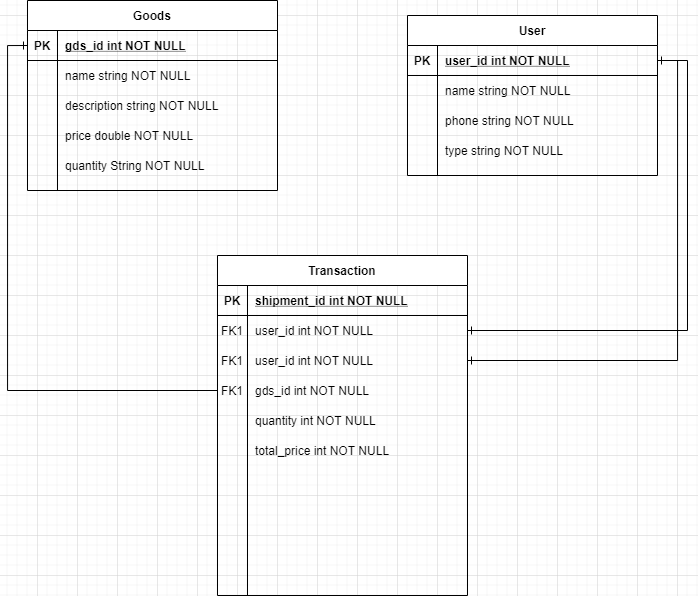 Goods
PK gds_id int NOT NULL
name string NOT NULL
description string NOT NULL
price double NOT NULL
quantity String NOT NULL
User
PK user_id int NOT NULL
name string NOT NULL
phone string NOT NULL
type string NOT NULL
Transaction
PK shipment_id int NOT NULL
FK1 user_id int NOT NULL
FK1 user_id int NOT NULL
FK1 gds_id int NOT NULL
quantity int NOT NULL
total_price int NOT NULL